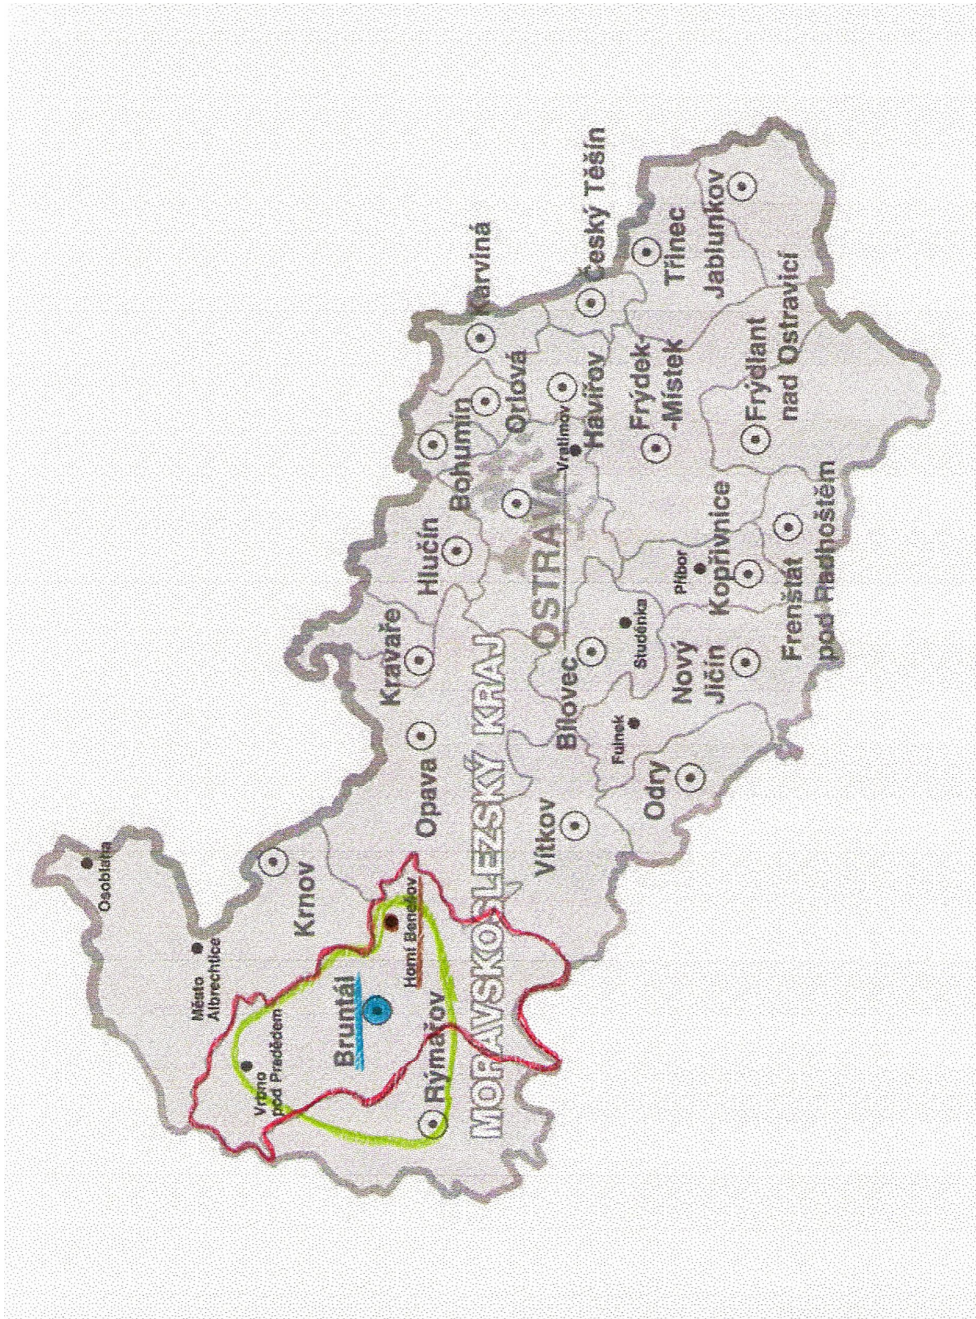 Osoblaha
Město
Albrechtice
Krnov
Vrbno
pod Pradědem
Bruntál
Horní Benešov
Rýmařov
MORAVSKOSLEZSKÝ KRAJ
Opava
Kravaře
Hlučín
Bohumín
Orlová
Karviná
Český Těšín
Havířov
Vratimov
OSTRAVA
Vítkov
Bílovec
Studénka
Fulnek
Odry
Nový
Jičín
Příbor
Kopřivnice
Frenštát
pod Radhoštěm
Frýdek-
-Místek
Frýdlant
nad Ostravicí
Třinec
Jablunkov